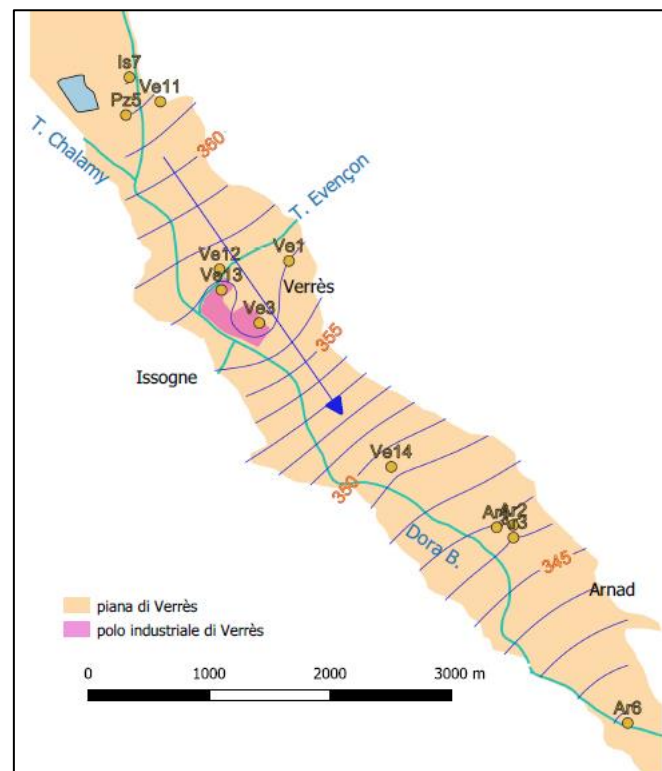 Is7
Ve11
Pz5
T. Chalamy
360
T. Evençon
Ve12
Ve1
Ve13
Verrès
Ve3
355
Issogne
Ve14
350
Ar2
Ar3
Dora B.
345
Arnad
piana di Verrès
polo industriale di Verrès
0 1000 2000 3000 m
Ar6